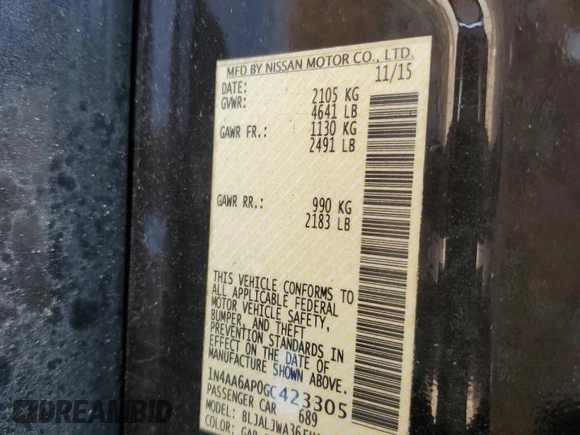 MFD BY NISSAN MOTOR CO., LTD.
DATE: 11/15
GVWR: 2105 KG
4641 LB
GAWR FR.: 1130 KG
2491 LB
GAWR RR.: 990 KG
2183 LB
THIS VEHICLE CONFORMS TO
ALL APPLICABLE FEDERAL
MOTOR VEHICLE SAFETY,
BUMPER, AND THEFT
PREVENTION STANDARDS IN
EFFECT ON THE DATE OF
MANUFACTURE SHOWN ABOVE.
1N4AA6AP0GC423305
PASSENGER CAR 689
MODEL:
COLOR:
DREAMBID